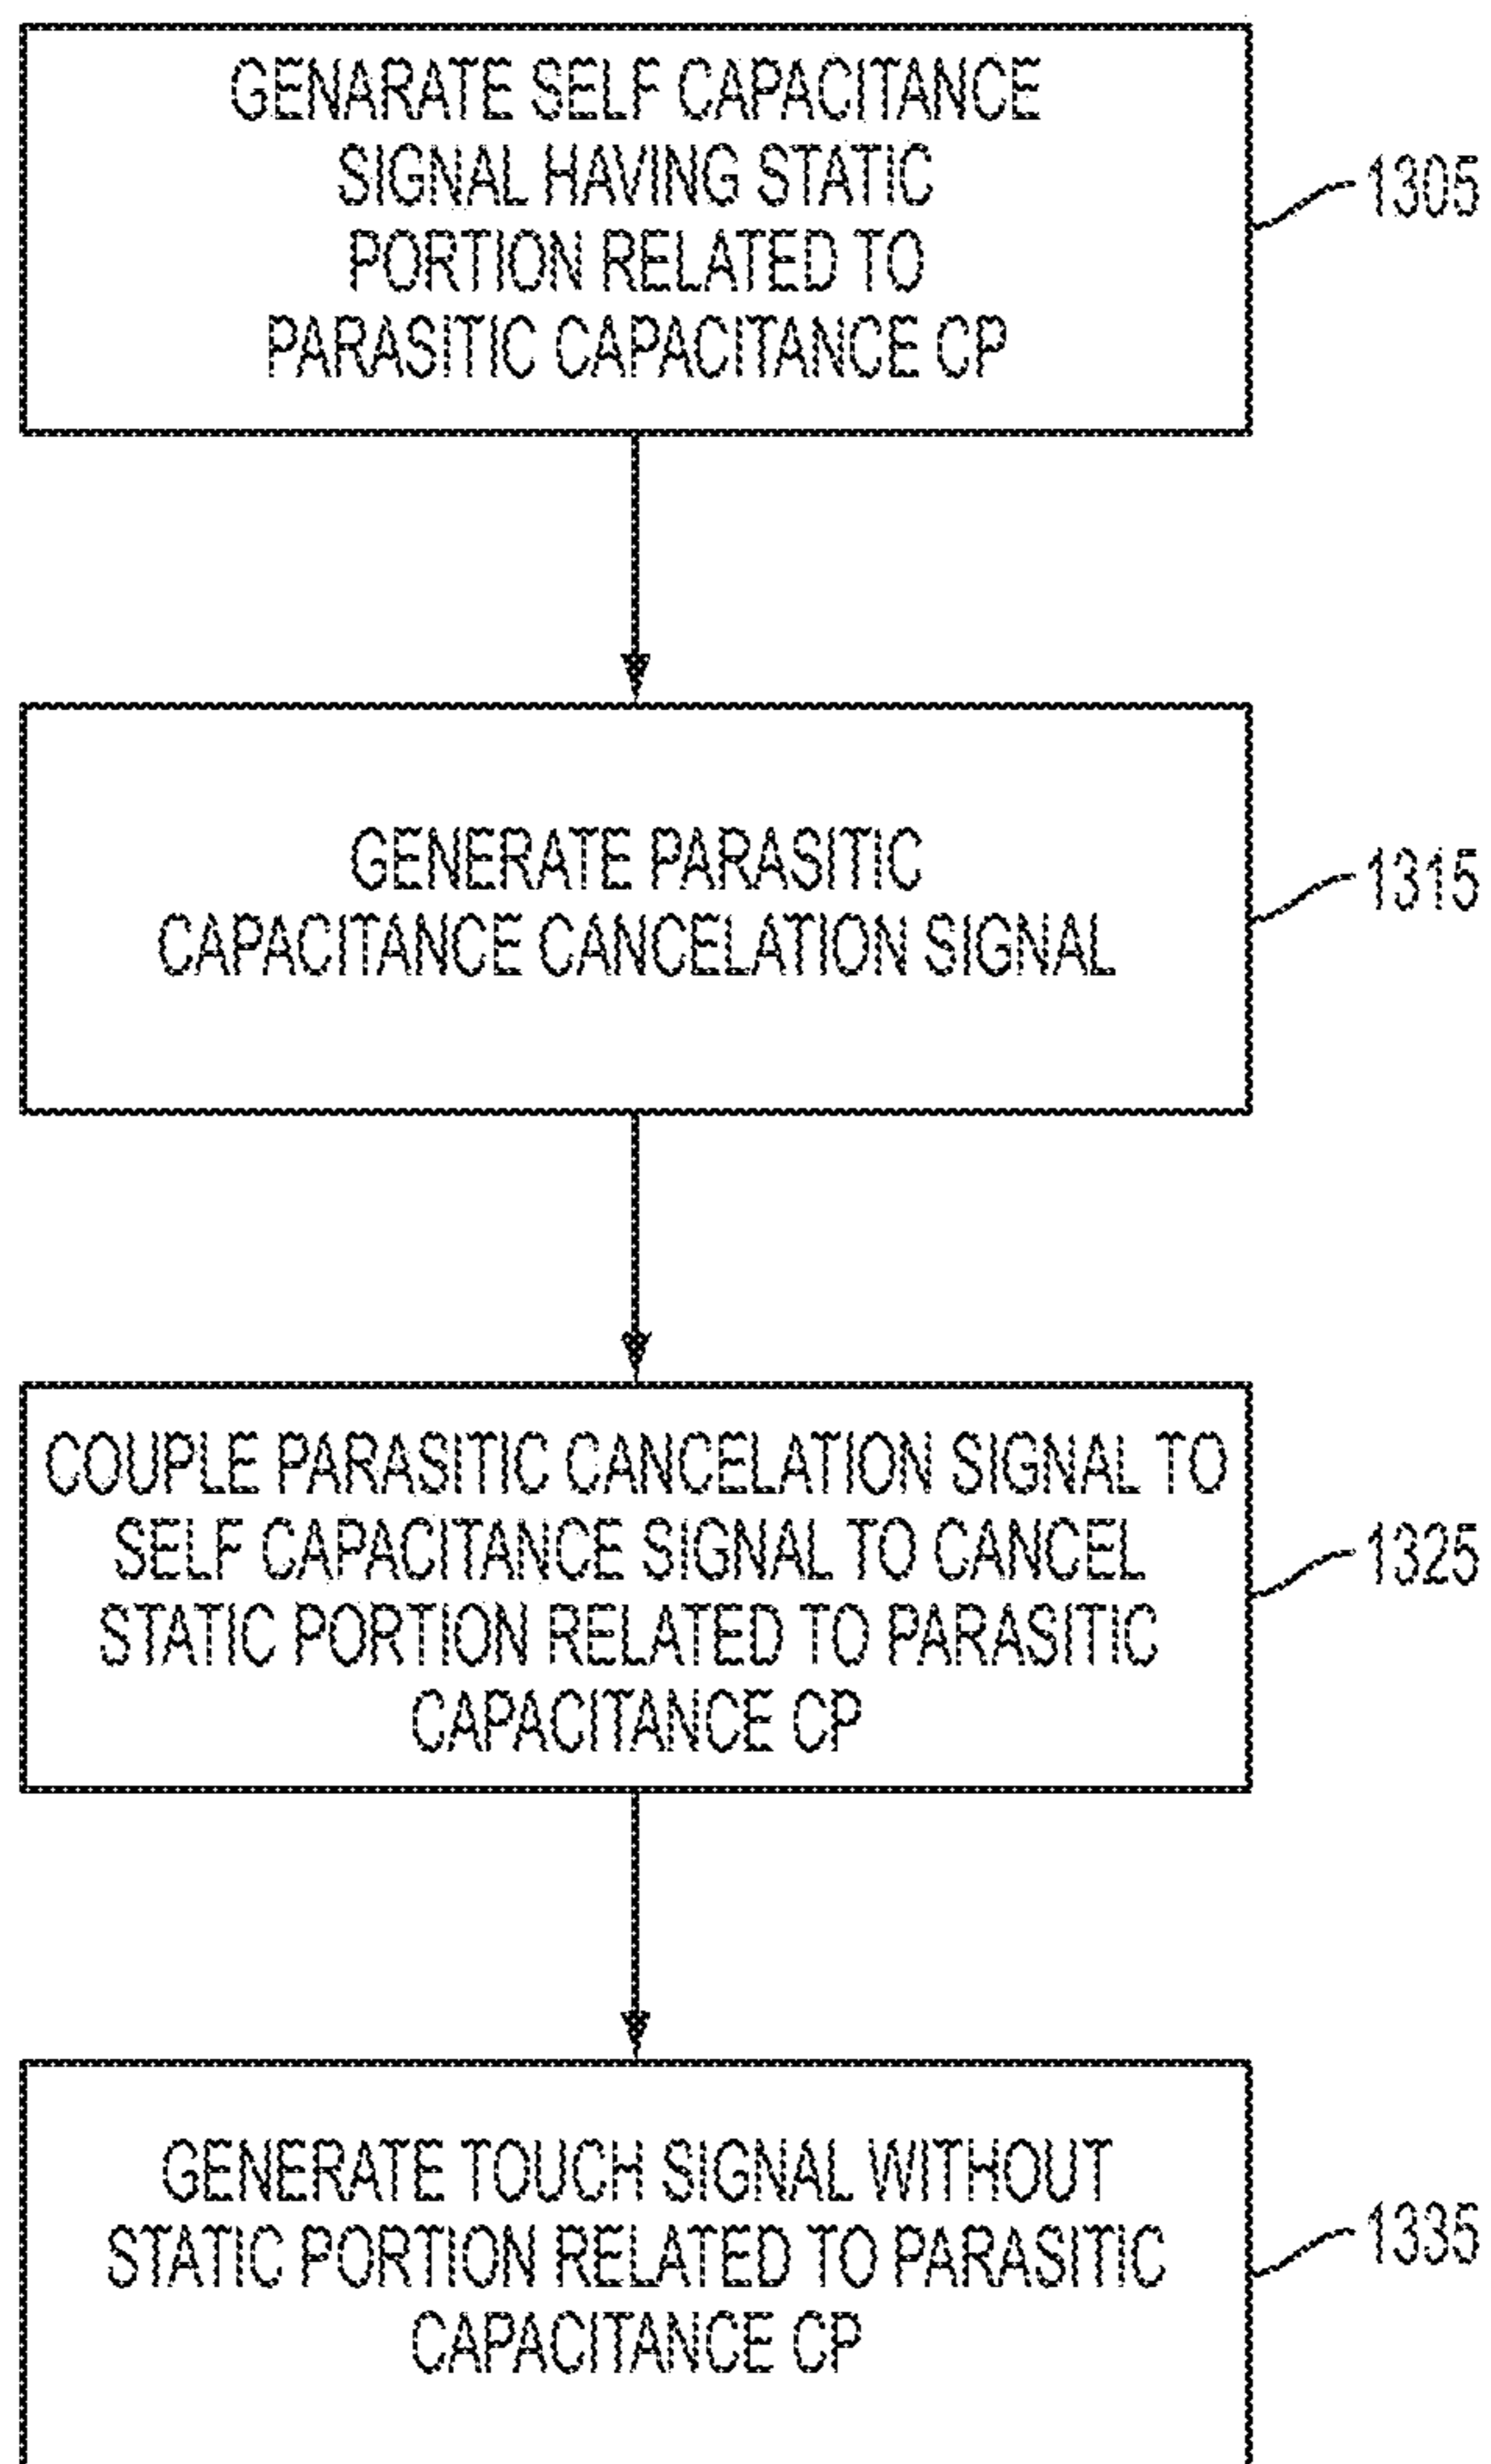 GENARATE SELF CAPACITANCE
SIGNAL HAVING STATIC
PORTION RELATED TO
PARASITIC CAPACITANCE CP
1305
GENERATE PARASITIC
CAPACITANCE CANCELATION SIGNAL
1315
COUPLE PARASITIC CANCELATION SIGNAL TO
SELF CAPACITANCE SIGNAL TO CANCEL
STATIC PORTION RELATED TO PARASITIC
CAPACITANCE CP
1325
GENERATE TOUCH SIGNAL WITHOUT
STATIC PORTION RELATED TO PARASITIC
CAPACITANCE CP
1335